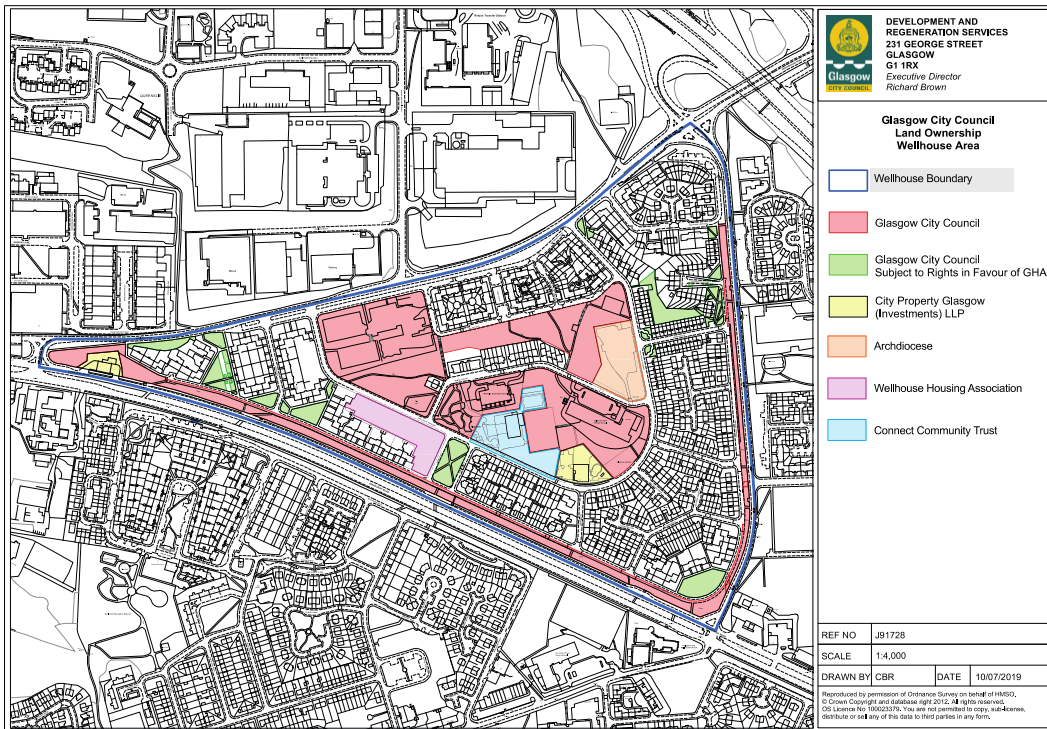 DEVELOPMENT AND
REGENERATION SERVICES
231 GEORGE STREET
GLASGOW
G1 1RX
Executive Director
Richard Brown
Glasgow
CITY COUNCIL
Glasgow City Council
Land Ownership
Wellhouse Area
Wellhouse Boundary
Glasgow City Council
Glasgow City Council
Subject to Rights in Favour of GHA
City Property Glasgow
(Investments) LLP
Archdiocese
Wellhouse Housing Association
Connect Community Trust
QUEENSLIE
REF NO J91728
SCALE 1:4,000
DRAWN BY CBR DATE 10/07/2019
Reproduced by permission of Ordnance Survey on behalf of HMSO.
© Crown Copyright and database right 2012. All rights reserved.
OS Licence No 100023379. You are not permitted to copy, sub-license,
distribute or sell any of this data to third parties in any form.